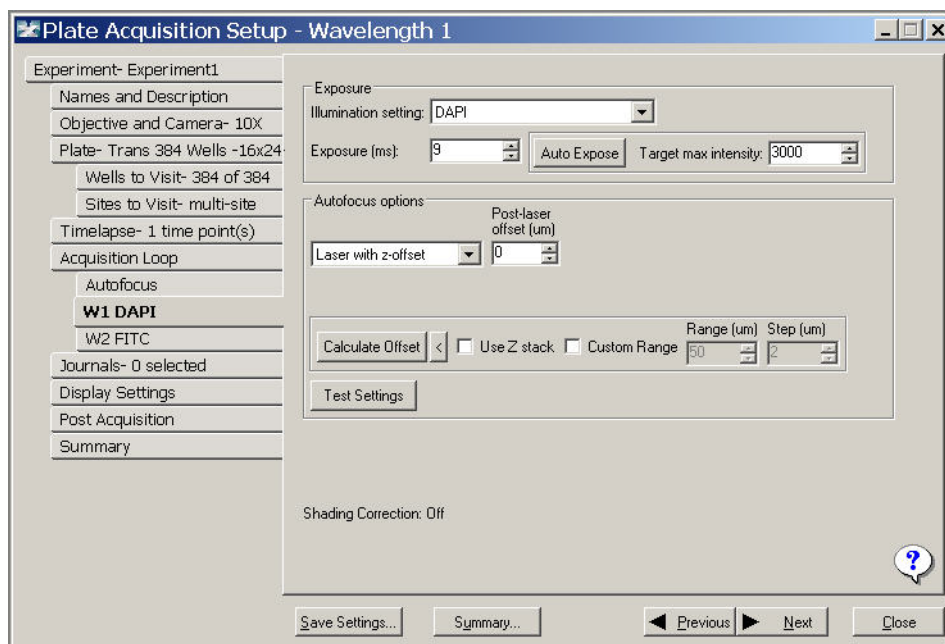 Plate Acquisition Setup - Wavelength 1
Experiment- Experiment1
Names and Description
Objective and Camera- 10X
Plate- Trans 384 Wells -16x24-
Wells to Visit- 384 of 384
Sites to Visit- multi-site
Timelapse- 1 time point(s)
Acquisition Loop
Autofocus
W1 DAPI
W2 FITC
Journals- 0 selected
Display Settings
Post Acquisition
Summary
Exposure
Illumination setting: DAPI
Exposure (ms): 9 Auto Expose Target max intensity: 3000
Autofocus options
Post-laser
offset (um)
Laser with z-offset 0
Range (um) Step (um)
Calculate Offset < Use Z stack Custom Range 50 2
Test Settings
Shading Correction: Off
?
Save Settings... Summary... Previous Next Close